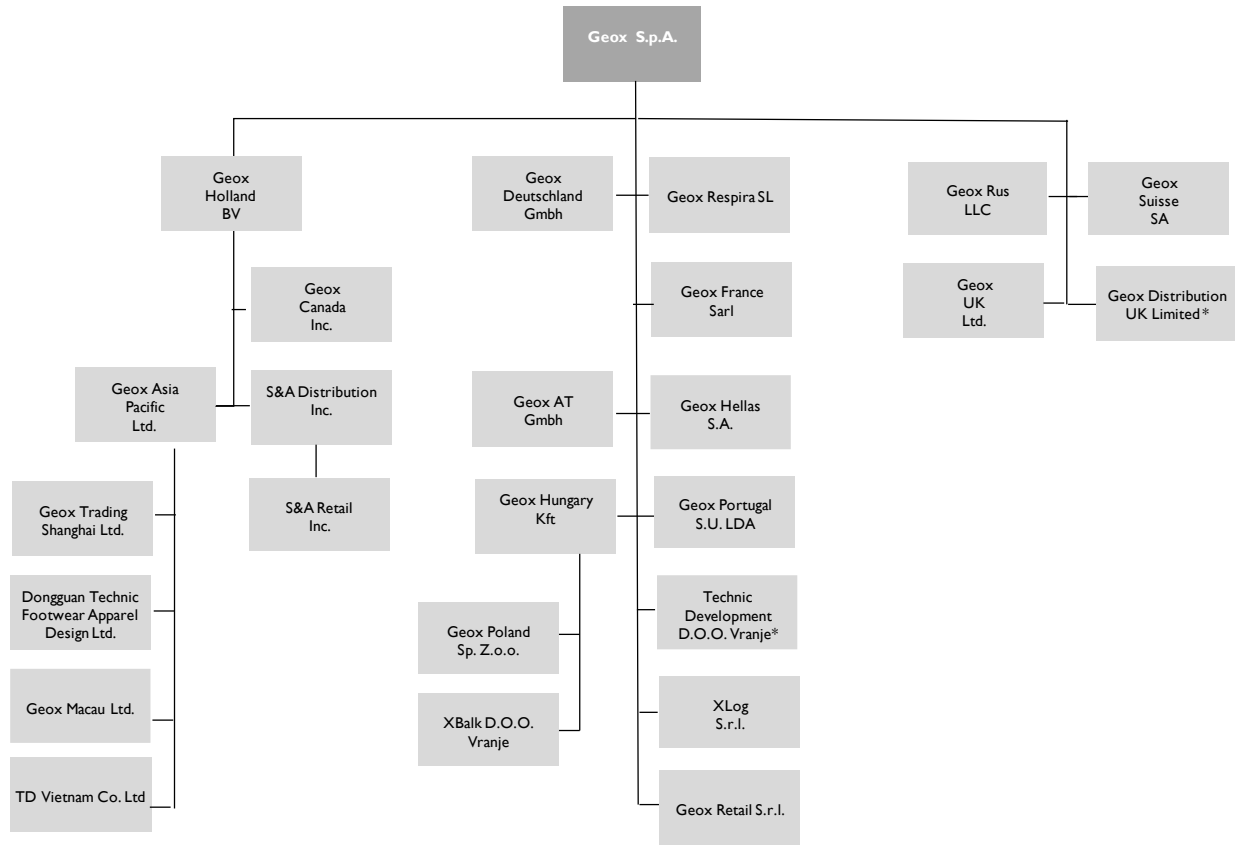 Geox S.p.A.
Geox
Holland
BV
Geox
Deutschland
Gmbh
Geox Respira SL
Geox Rus
LLC
Geox
Suisse
SA
Geox
Canada
Inc.
Geox France
Sarl
Geox
UK
Ltd.
Geox Distribution
UK Limited*
Geox Asia
Pacific
Ltd.
S&A Distribution
Inc.
Geox AT
Gmbh
Geox Hellas
S.A.
Geox Trading
Shanghai Ltd.
S&A Retail
Inc.
Geox Hungary
Kft
Geox Portugal
S.U. LDA
Dongguan Technic
Footwear Apparel
Design Ltd.
Geox Poland
Sp. Z.o.o.
Technic
Development
D.O.O. Vranje*
Geox Macau Ltd.
XBalk D.O.O.
Vranje
XLog
S.r.l.
TD Vietnam Co. Ltd
Geox Retail S.r.l.